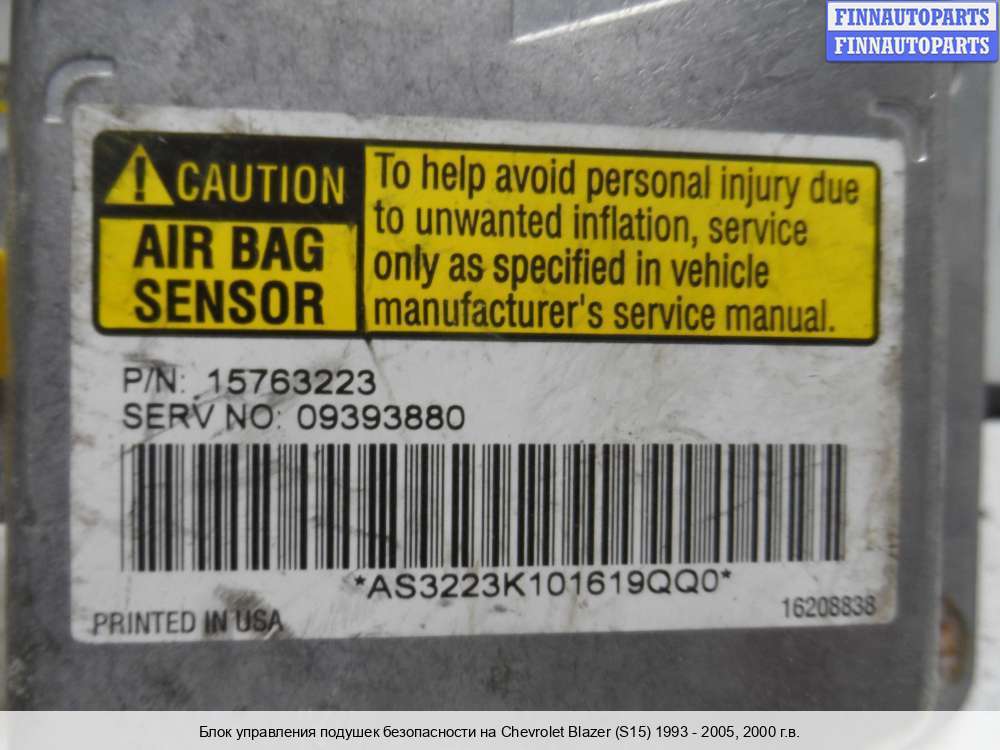 FINNAUTOPARTS
FINNAUTOPARTS
CAUTION
AIR BAG
SENSOR
To help avoid personal injury due
to unwanted inflation, service
only as specified in vehicle
manufacturer's service manual.
P/N: 15763223
SERV NO: 09393880
*AS3223K101619QQ0*
PRINTED IN USA
16208838
Блок управления подушек безопасности на Chevrolet Blazer (S15) 1993 - 2005, 2000 г.в.